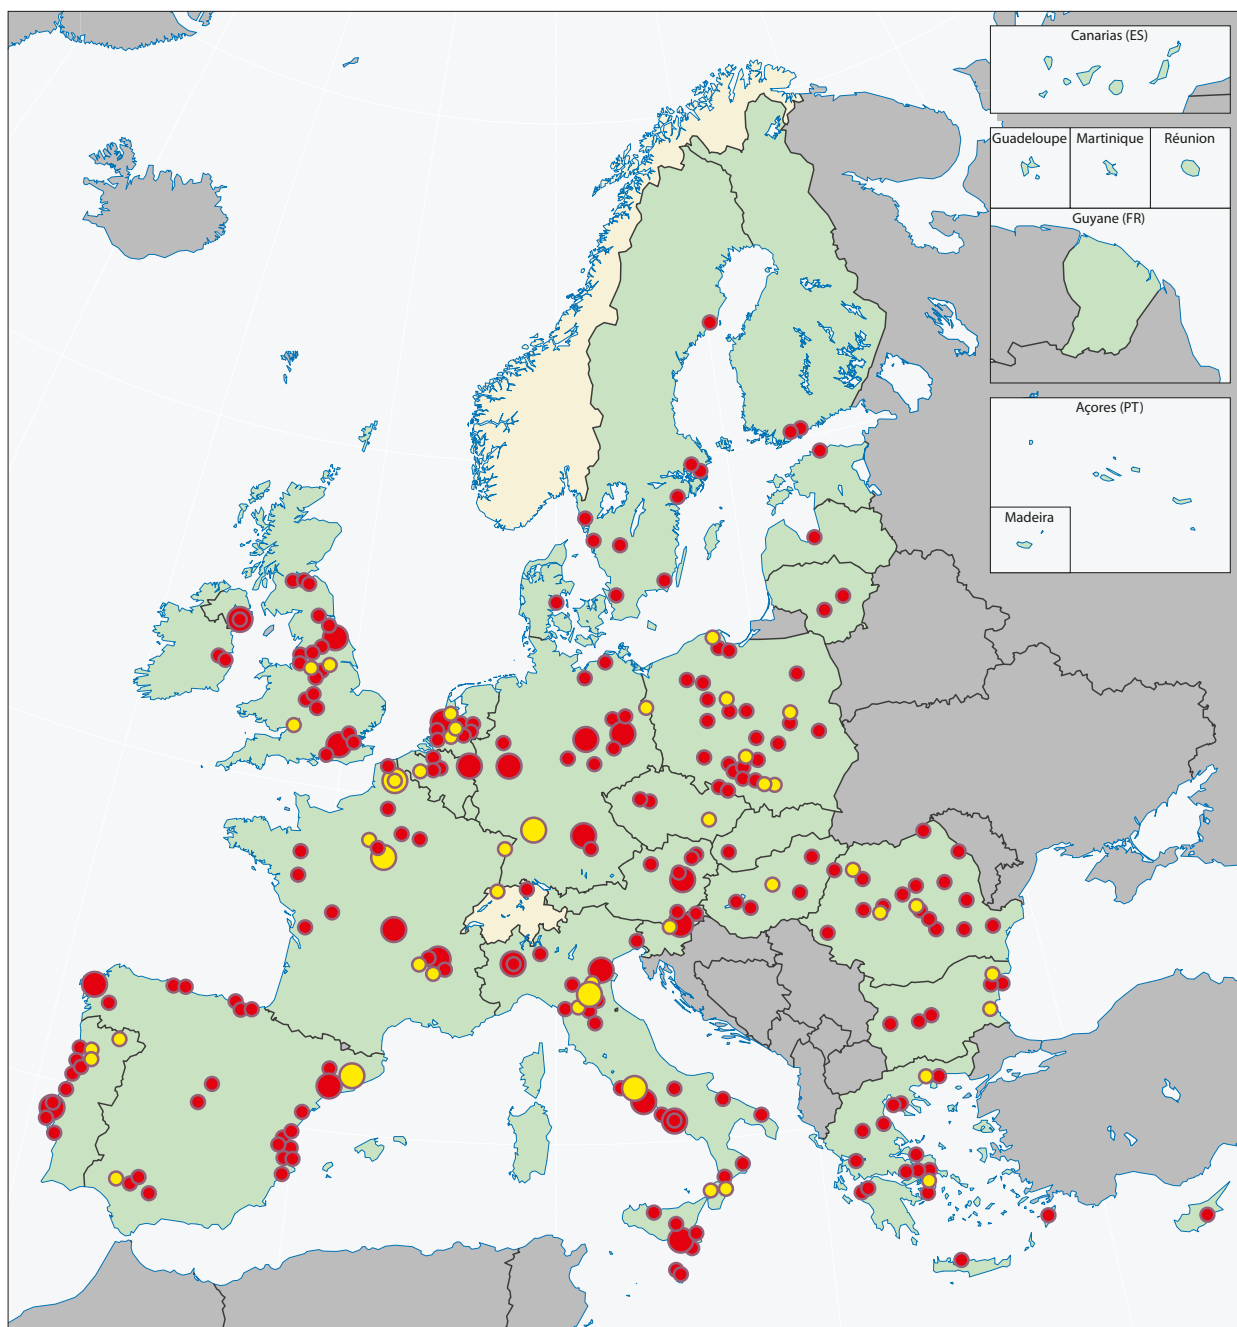 Canarias (ES)
Guadeloupe
Martinique
Réunion
Guyane (FR)
Açores (PT)
Madeira